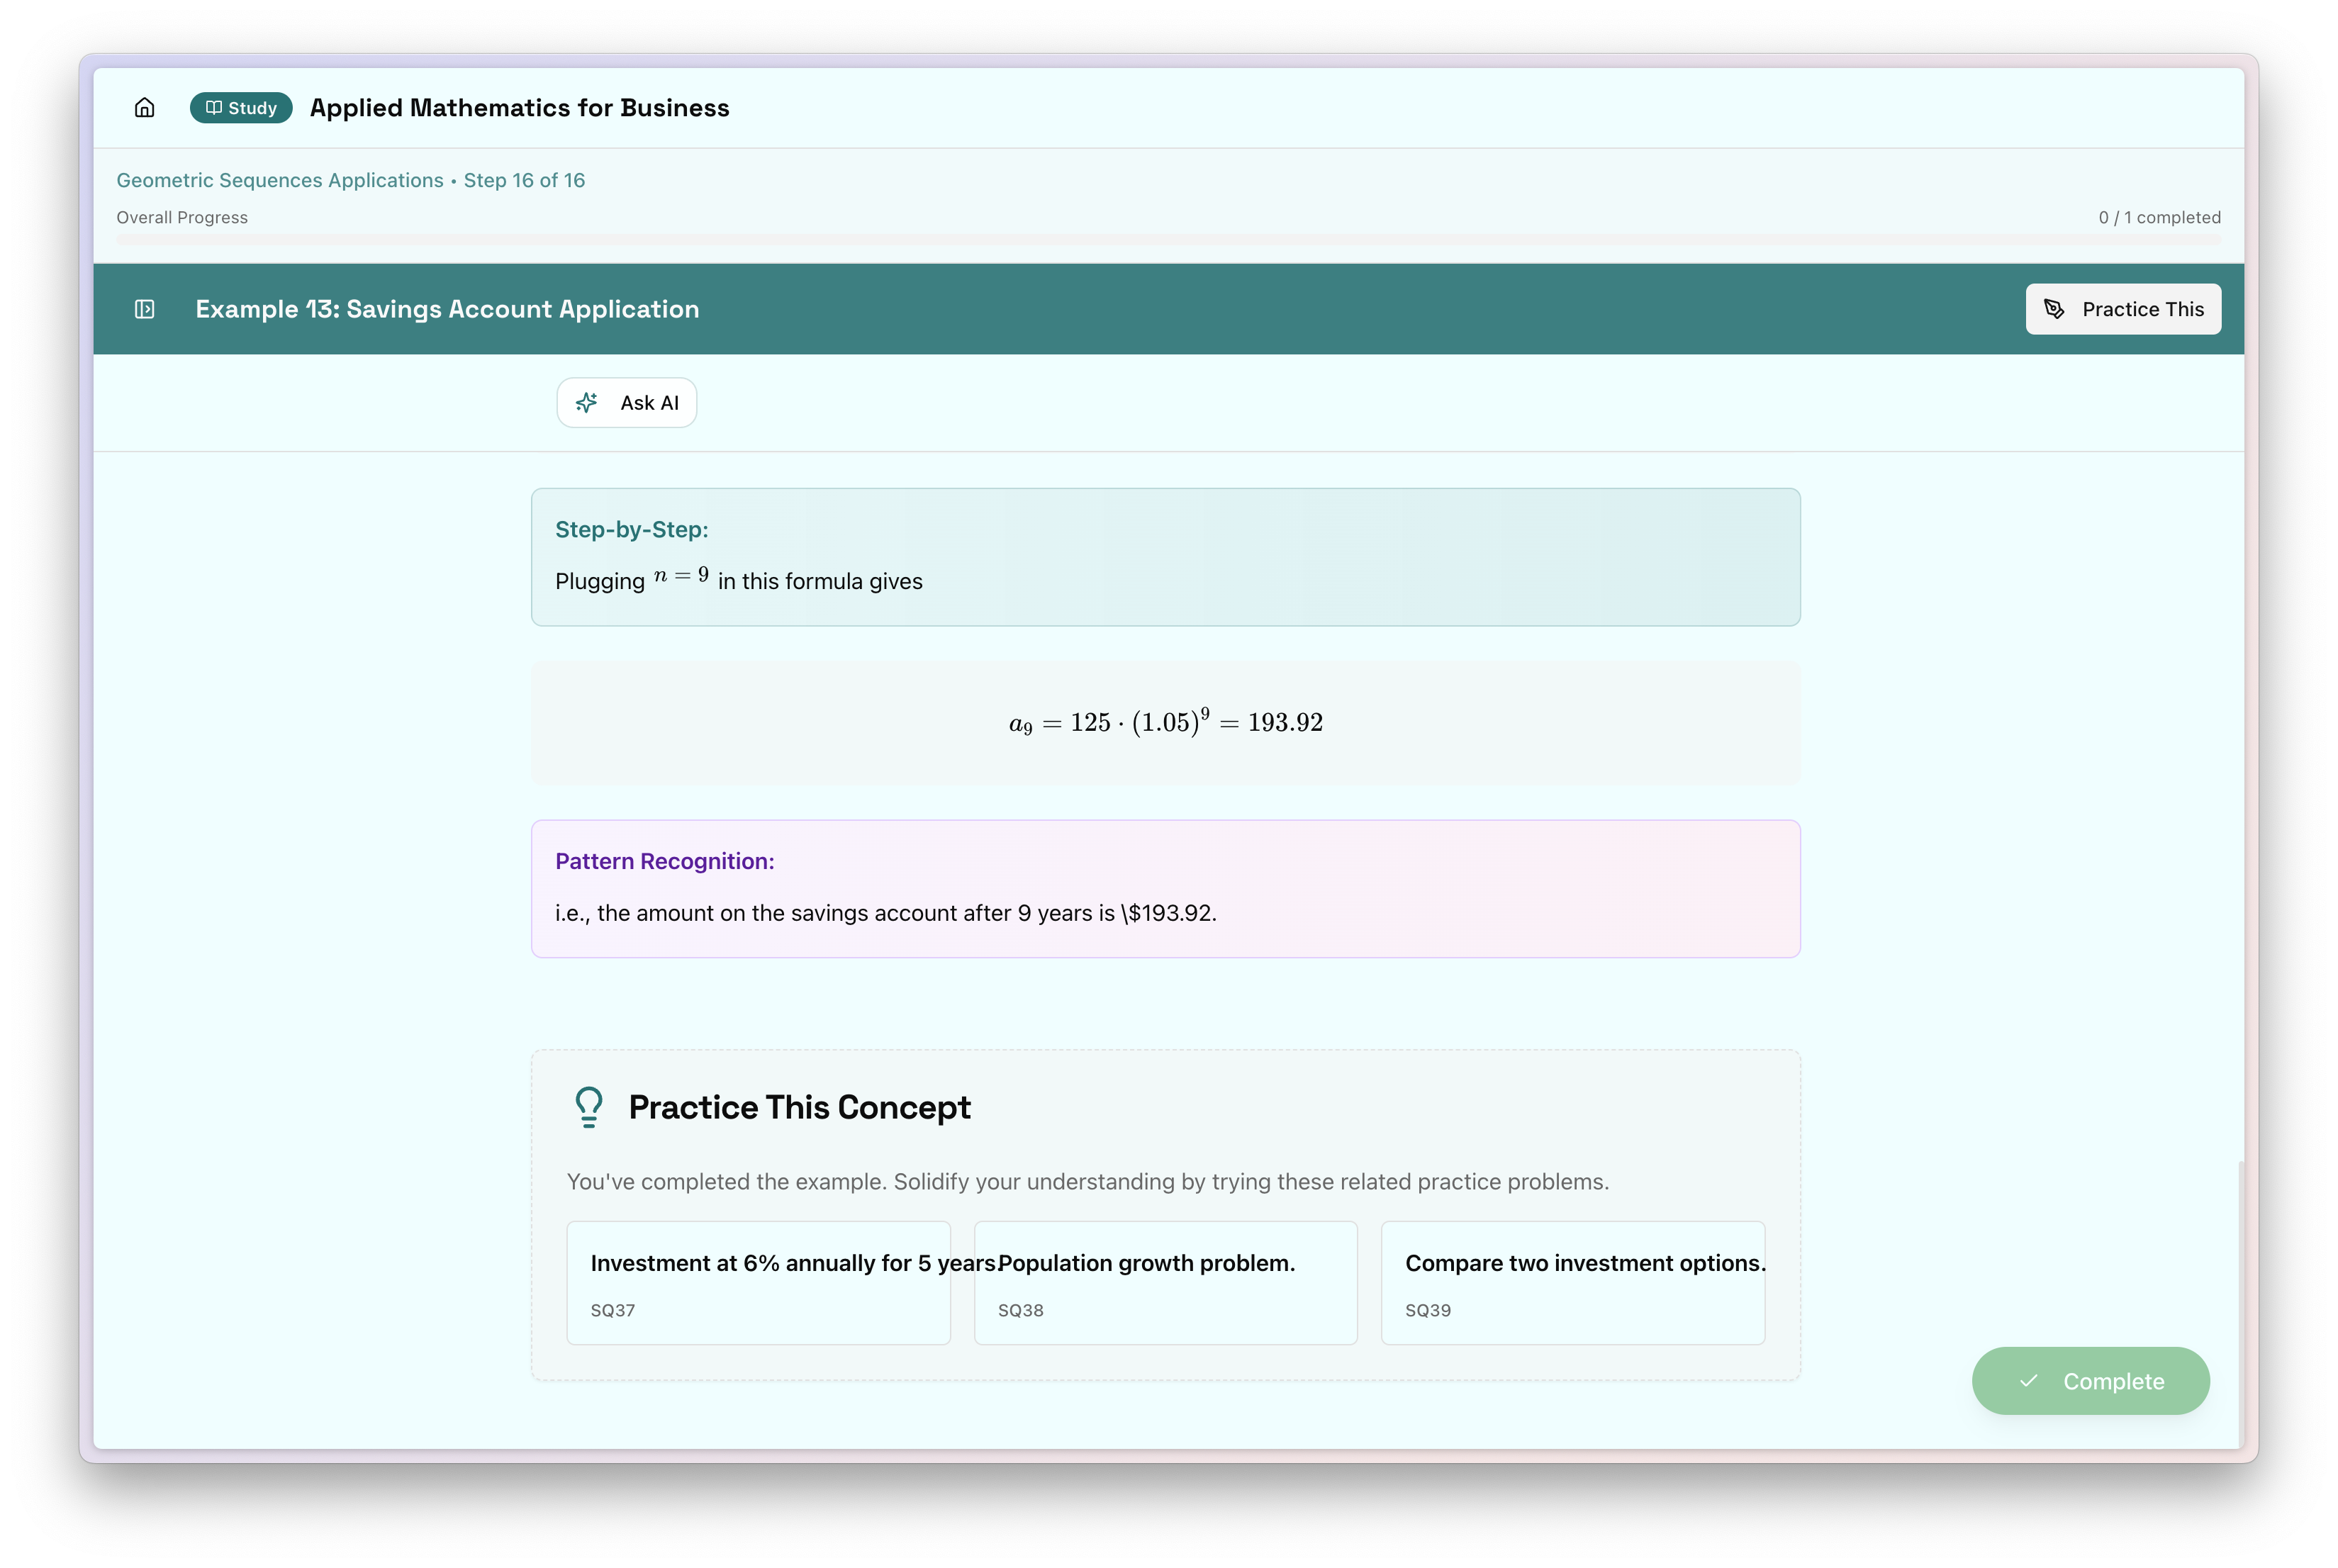 Study
Applied Mathematics for Business
Geometric Sequences Applications • Step 16 of 16
Overall Progress
0 / 1 completed
Example 13: Savings Account Application
Practice This
Ask AI
Step-by-Step:
Plugging n = 9 in this formula gives
a₉ = 125 · (1.05)⁹ = 193.92
Pattern Recognition:
i.e., the amount on the savings account after 9 years is \$193.92.
Practice This Concept
You've completed the example. Solidify your understanding by trying these related practice problems.
Investment at 6% annually for 5 years.
SQ37
Population growth problem.
SQ38
Compare two investment options.
SQ39
Complete